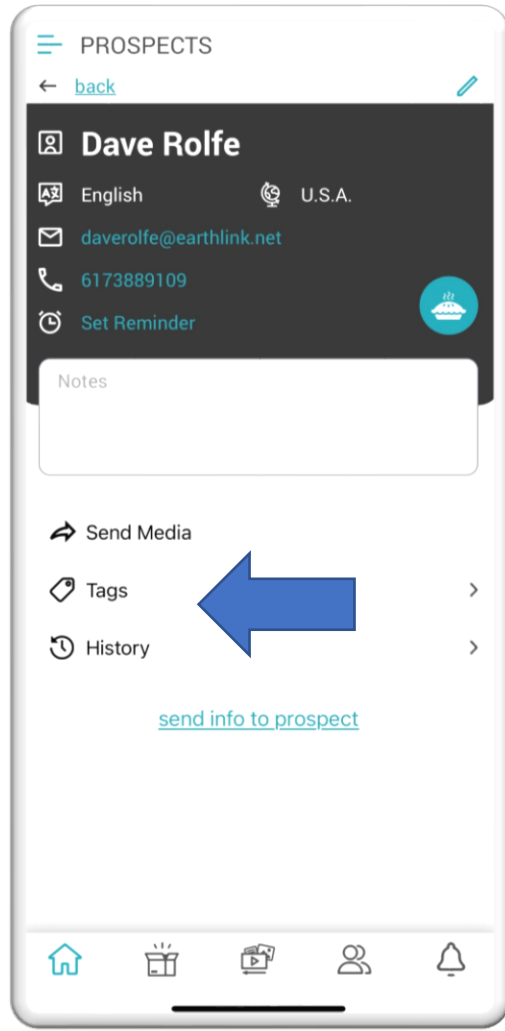 PROSPECTS
back
Dave Rolfe
English U.S.A.
daverolfe@earthlink.net
6173889109
Set Reminder
Notes
Send Media
Tags
History
send info to prospect